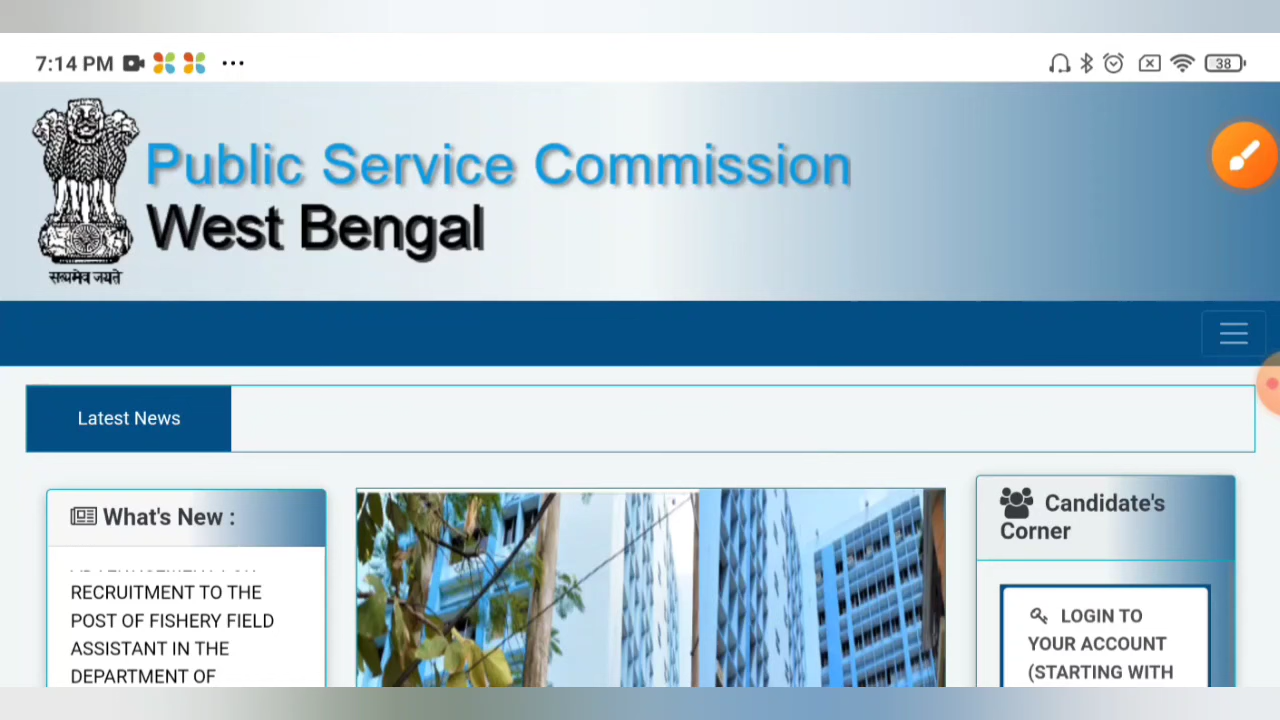 7:14 PM
38
सत्यमेव जयते
Public Service Commission
West Bengal
Latest News
What's New :
RECRUITMENT TO THE
POST OF FISHERY FIELD
ASSISTANT IN THE
DEPARTMENT OF
Candidate's
Corner
LOGIN TO
YOUR ACCOUNT
(STARTING WITH